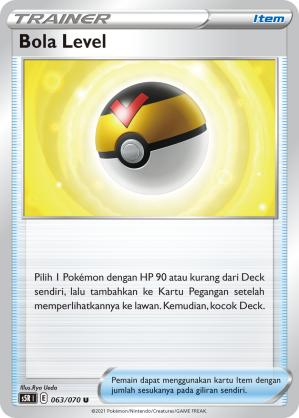 TRAINER Item
Bola Level
Pilih 1 Pokémon dengan HP 90 atau kurang dari Deck
sendiri, lalu tambahkan ke Kartu Pegangan setelah
memperlihatkannya ke lawan. Kemudian, kocok Deck.
Illus.Ryo Ueda
s5R I E 063/070 U
Pemain dapat menggunakan kartu Item dengan
jumlah sesukanya pada giliran sendiri.
©2021 Pokémon/Nintendo/Creatures/GAME FREAK.